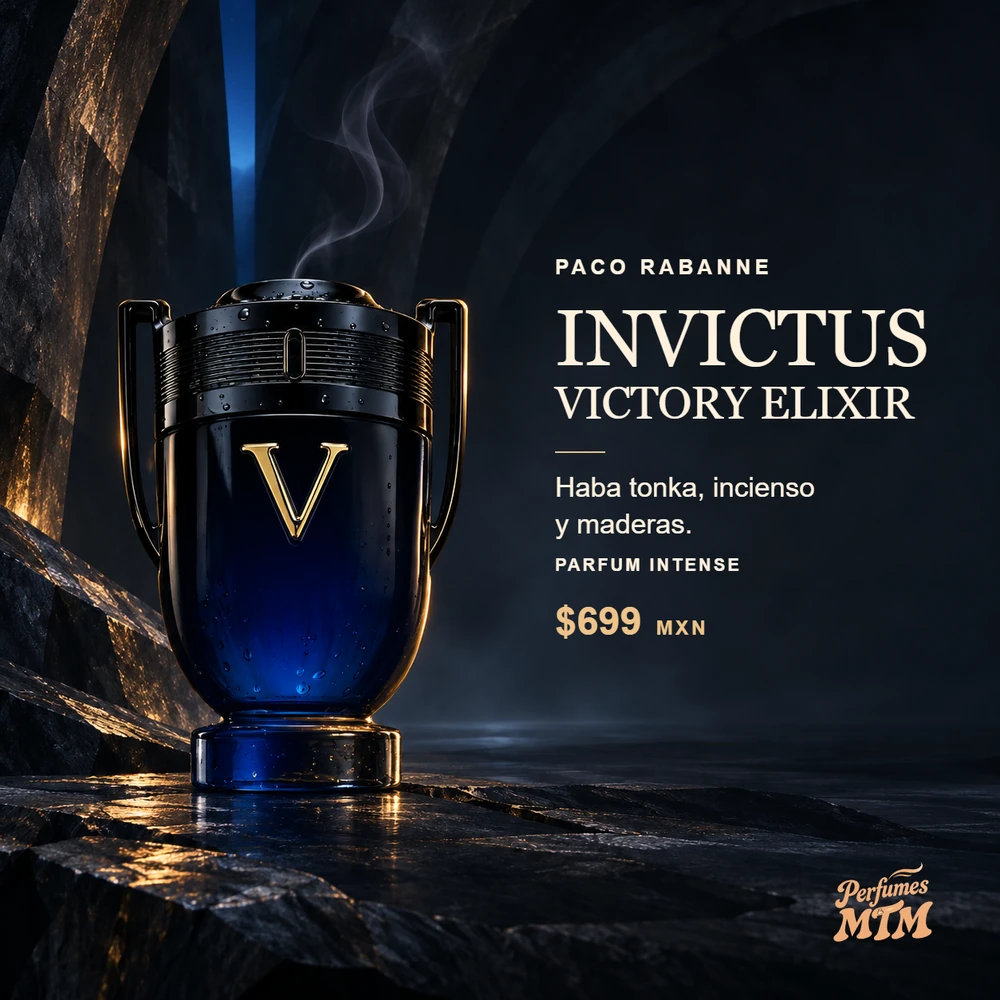 PACO RABANNE
INVICTUS
VICTORY ELIXIR
Haba tonka, incienso
y maderas.
PARFUM INTENSE
$699 MXN
V
Perfumes
MTM